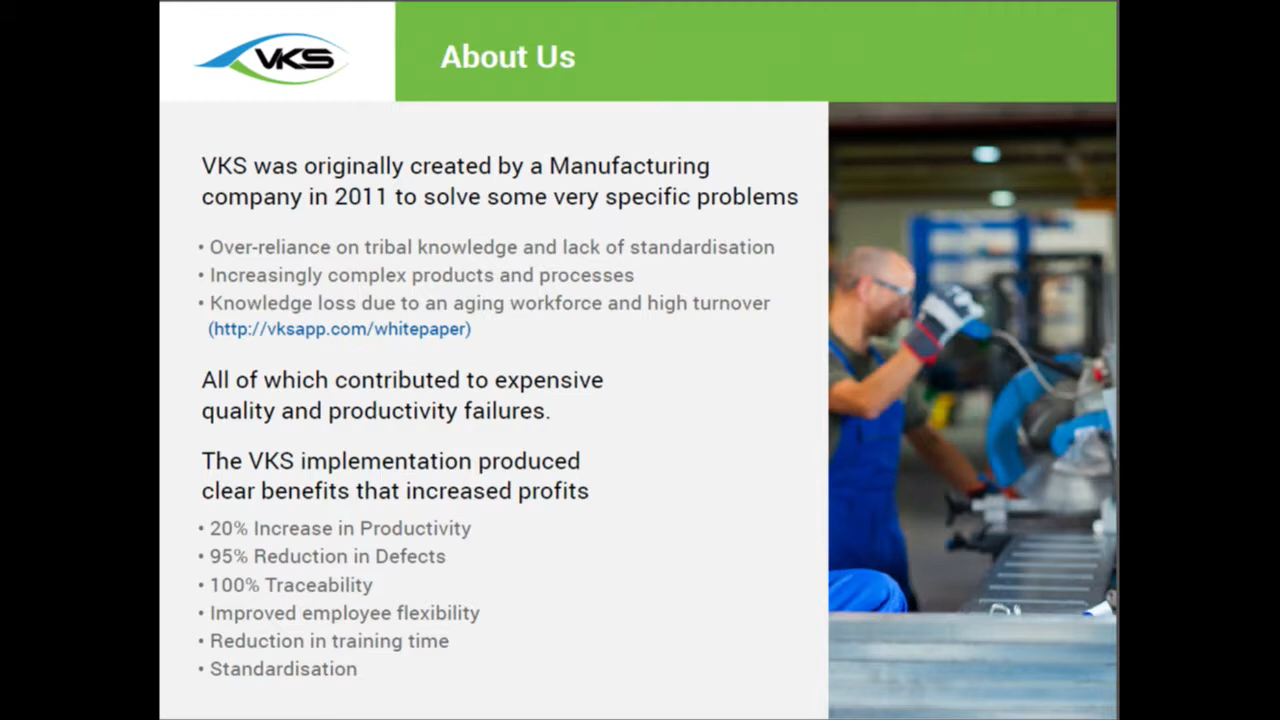 VKS
About Us
VKS was originally created by a Manufacturing
company in 2011 to solve some very specific problems
• Over-reliance on tribal knowledge and lack of standardisation
• Increasingly complex products and processes
• Knowledge loss due to an aging workforce and high turnover
(http://vksapp.com/whitepaper)
All of which contributed to expensive
quality and productivity failures.
The VKS implementation produced
clear benefits that increased profits
• 20% Increase in Productivity
• 95% Reduction in Defects
• 100% Traceability
• Improved employee flexibility
• Reduction in training time
• Standardisation